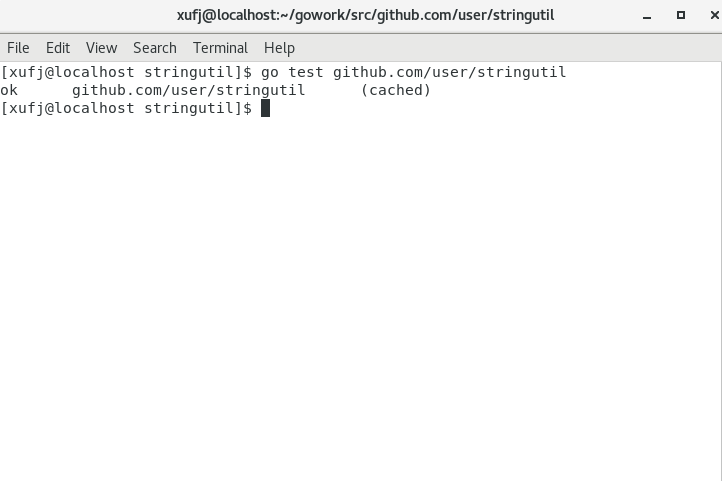 xufj@localhost:~/gowork/src/github.com/user/stringutil
File Edit View Search Terminal Help
[xufj@localhost stringutil]$ go test github.com/user/stringutil
ok      github.com/user/stringutil      (cached)
[xufj@localhost stringutil]$